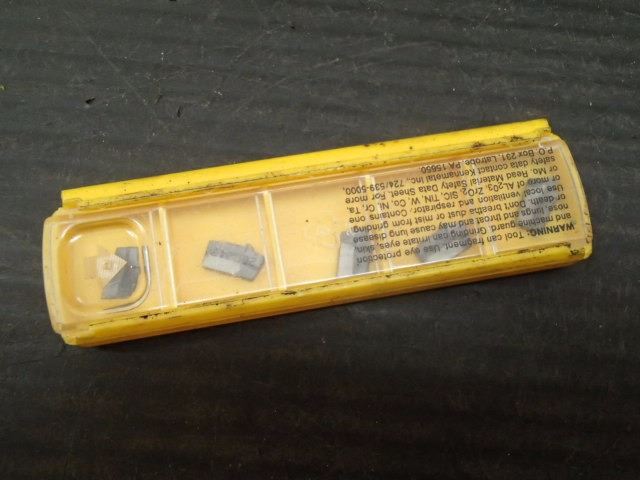 WARNING: Tool can fragment. Use eye protection
and machine guard. Grinding can irritate eyes, skin,
nose lungs and throat and may cause lung disease
or death. Don't breathe dust or mist from grinding.
Use local ventilation and respirator. Contains one
or more of AL2O3, ZrO2, SiC, TiN, W, Co, Ni, Cr, Ta,
or Mo. Read Material Safety Data Sheet. For more
safety data contact Kennametal Inc., 724/539-5000,
P.O. Box 231, Latrobe, PA 15650